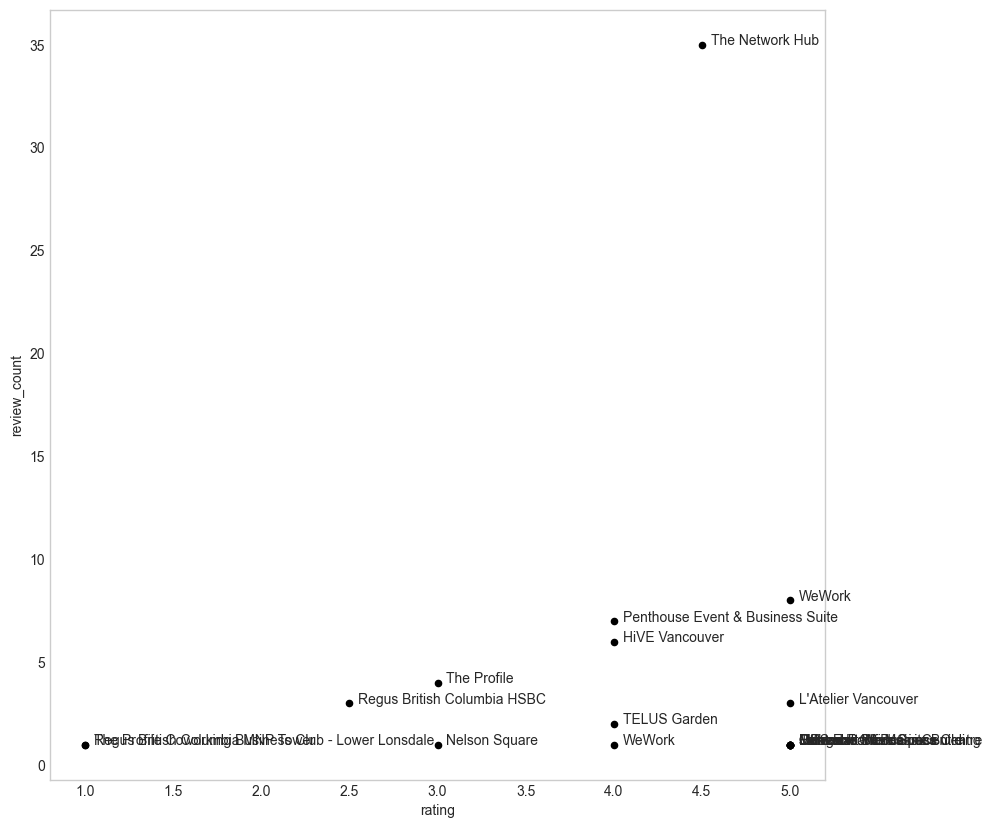 35
The Network Hub
30
25
20
15
10
WeWork
Penthouse Event & Business Suite
HiVE Vancouver
5
The Profile
Regus British Columbia HSBC
L'Atelier Vancouver
TELUS Garden
Lower Lonsdale
Nelson Square
WeWork
0
1.0 1.5 2.0 2.5 3.0 3.5 4.0 4.5 5.0
rating
review_count